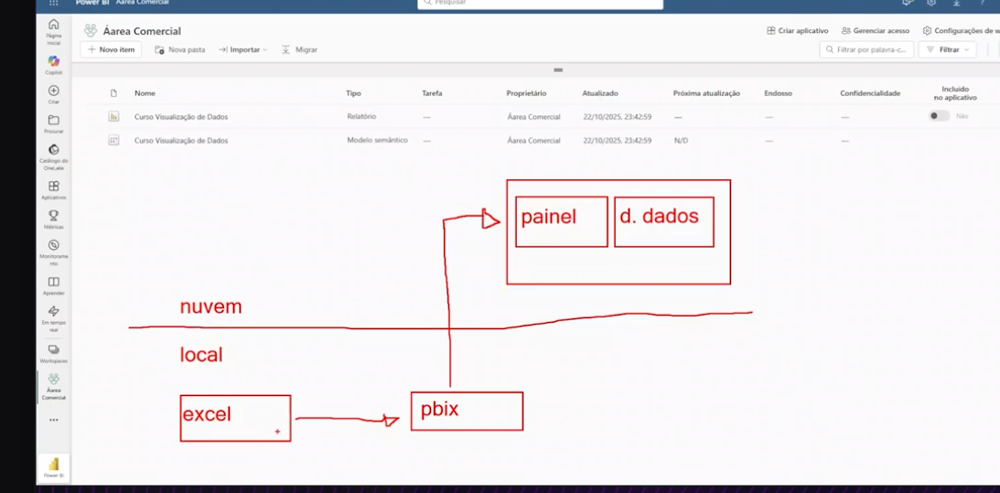 Power BI Áarea Comercial
Pesquisar
Página inicial
Copilot
Criar
Procurar
Catálogo do OneLake
Aplicativos
Métricas
Monitoramento
Aprender
Em tempo real
Workspaces
Áarea Comercial
Power BI
Áarea Comercial
Criar aplicativo Gerenciar acesso Configurações de w
Novo item Nova pasta Importar Migrar
Filtrar por palavra-c... Filtrar
Nome Tipo Tarefa Proprietário Atualizado Próxima atualização Endosso Confidencialidade Incluído no aplicativo
Curso Visualização de Dados Relatório — Áarea Comercial 22/10/2025, 23:42:59 — — — Não
Curso Visualização de Dados Modelo semântico — Áarea Comercial 22/10/2025, 23:42:59 N/D — —
painel d. dados
nuvem
local
excel pbix